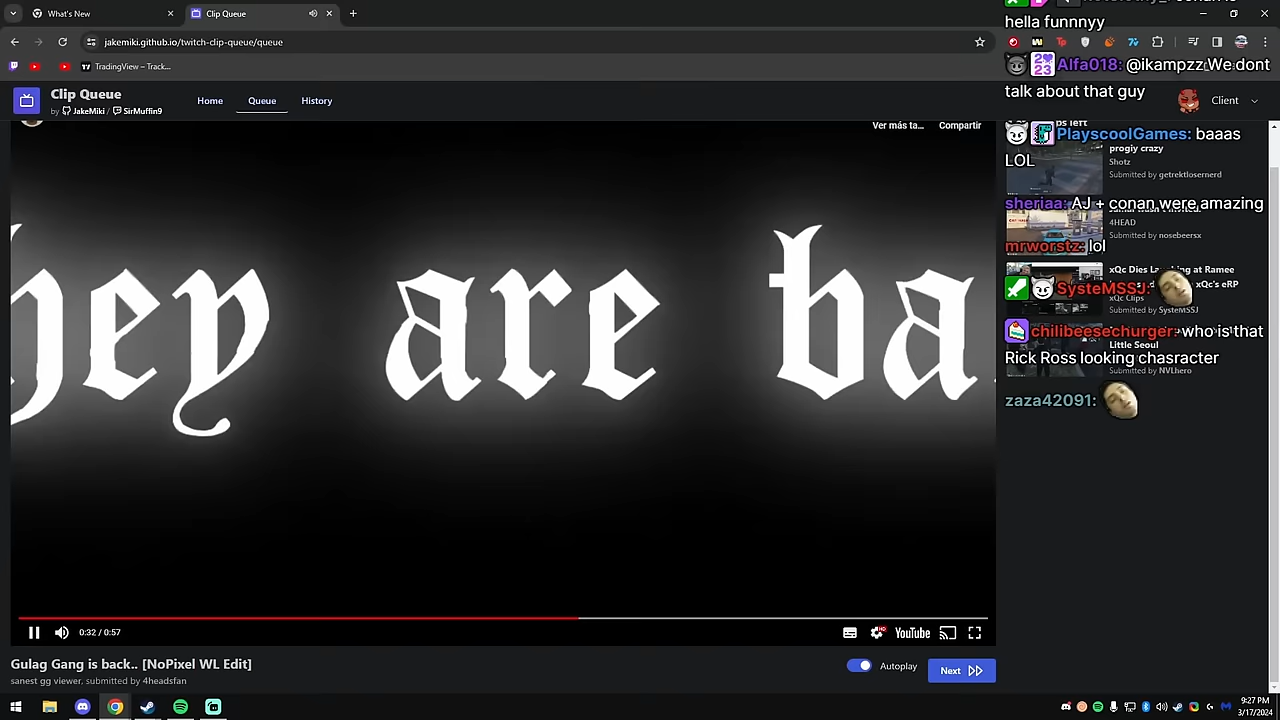 What's New
Clip Queue
jakemiki.github.io/twitch-clip-queue/queue
TradingView – Track...
Clip Queue
by JakeMiki / SirMuffin9
Home
Queue
History
Client
Ver más ta...
Compartir
hey are ba
0:32 / 0:57
YouTube
Gulag Gang is back.. [NoPixel WL Edit]
sanest gg viewer, submitted by 4headsfan
Autoplay
Next
hella funnnyy
Alfa018: @ikampzz We dont
talk about that guy
PlayscoolGames: baaas
LOL
sheriaa: AJ + conan were amazing
mrworstz: lol
SysteMSSJ:
chilibeesechurger: who is that
Rick Ross looking chasracter
zaza42091:
progiy crazy
Shotz
Submitted by getrektlosernerd
4HEAD
Submitted by nosebeersx
xQc Dies Laughing at Ramee
xQc's eRP
xQc Clips
Submitted by SysteMSSJ
Little Seoul
Submitted by NVLhero
9:27 PM
3/17/2024